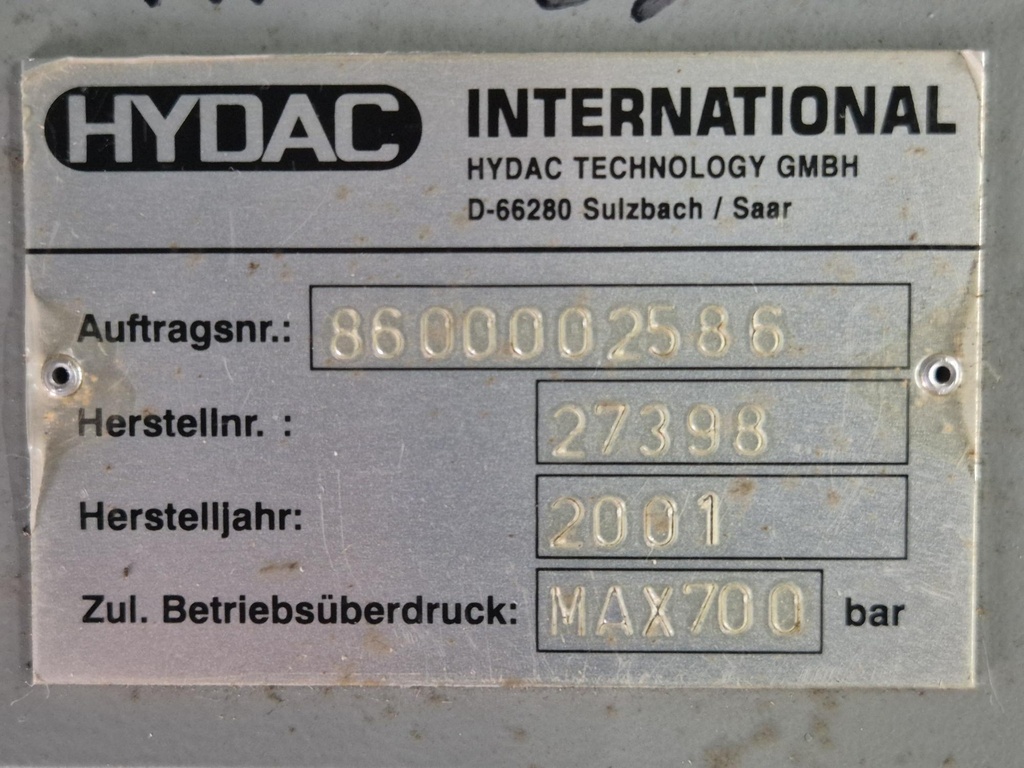 HYDAC INTERNATIONAL
HYDAC TECHNOLOGY GMBH
D-66280 Sulzbach / Saar
Auftragsnr.: 8600002586
Herstellnr. : 27398
Herstelljahr: 2001
Zul. Betriebsüberdruck: MAX700 bar